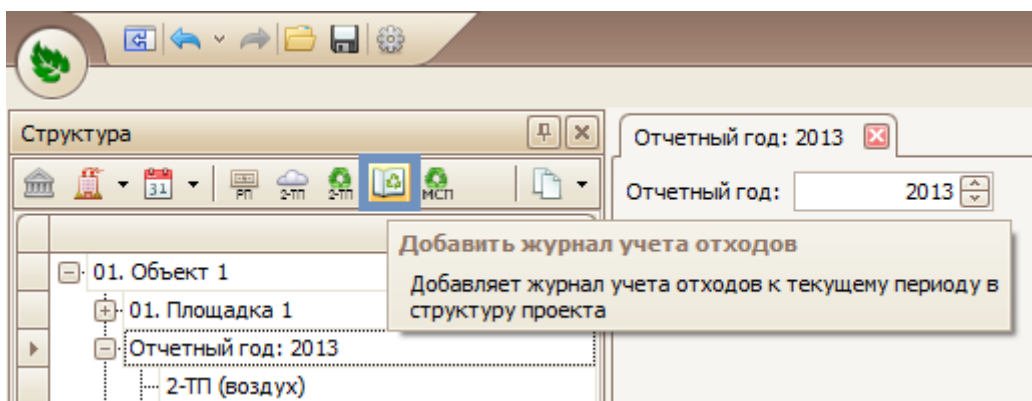 Структура
Отчетный год: 2013
31
РП
2-ТП
2-ТП
МСП
Отчетный год:
2013
Добавить журнал учета отходов
Добавляет журнал учета отходов к текущему периоду в
структуру проекта
01. Объект 1
01. Площадка 1
Отчетный год: 2013
2-ТП (воздух)